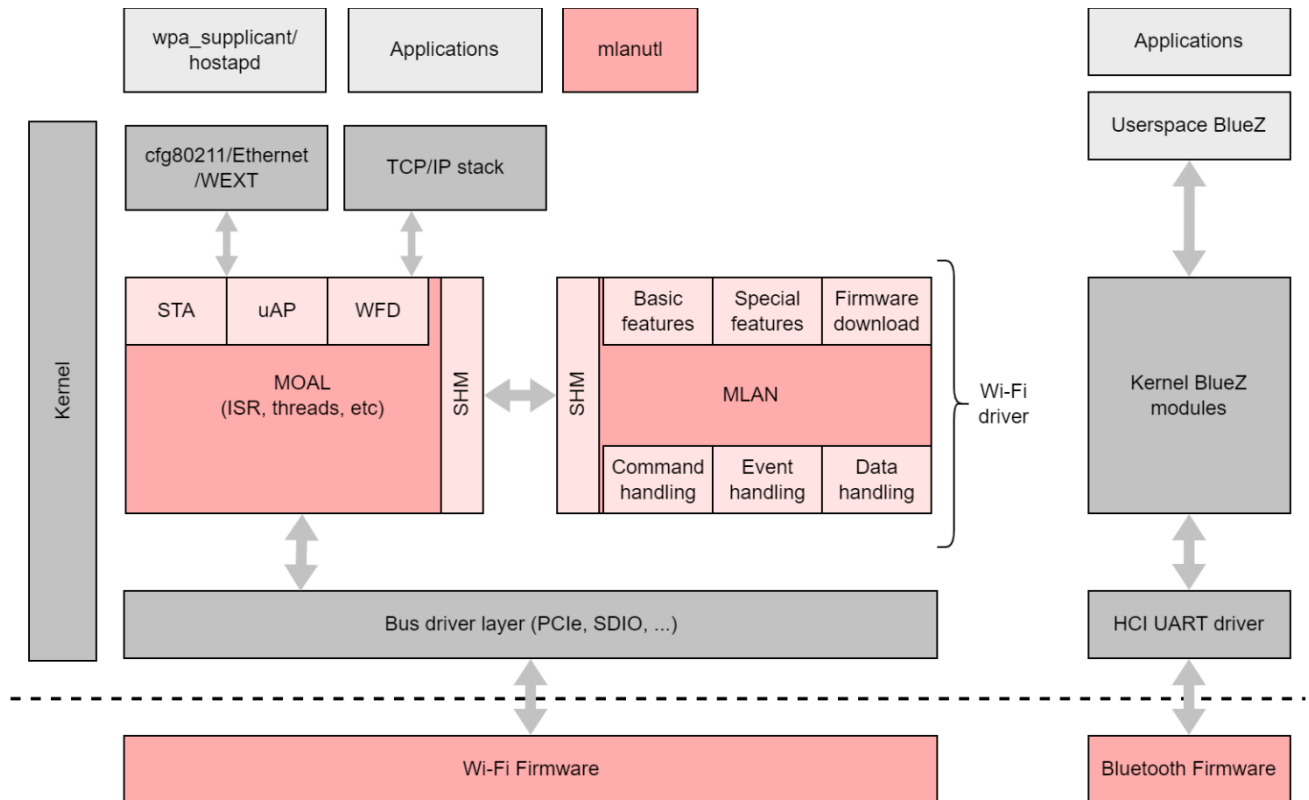 wpa_supplicant/
hostapd
Applications
mlanutl
Applications
Userspace BlueZ
Kernel
cfg80211/Ethernet
/WEXT
TCP/IP stack
STA
uAP
WFD
MOAL
(ISR, threads, etc)
SHM
SHM
Basic
features
Special
features
Firmware
download
MLAN
Command
handling
Event
handling
Data
handling
Wi-Fi
driver
Kernel BlueZ
modules
Bus driver layer (PCIe, SDIO, ...)
HCI UART driver
Wi-Fi Firmware
Bluetooth Firmware